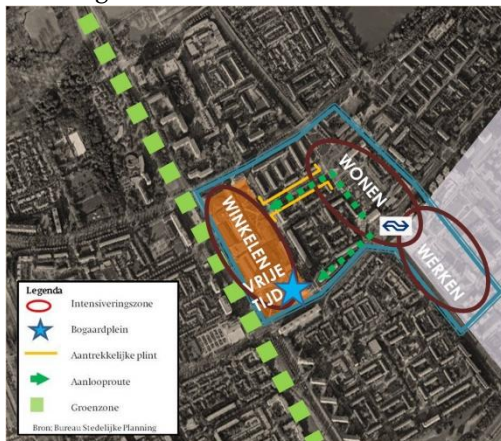 WONEN
WINKELEN
VRIJE
TIJD
WERKEN
Legenda
Intensiveringszone
Bogaardplein
Aantrekkelijke plint
Aanlooproute
Groenzone
Bron: Bureau Stedelijke Planning